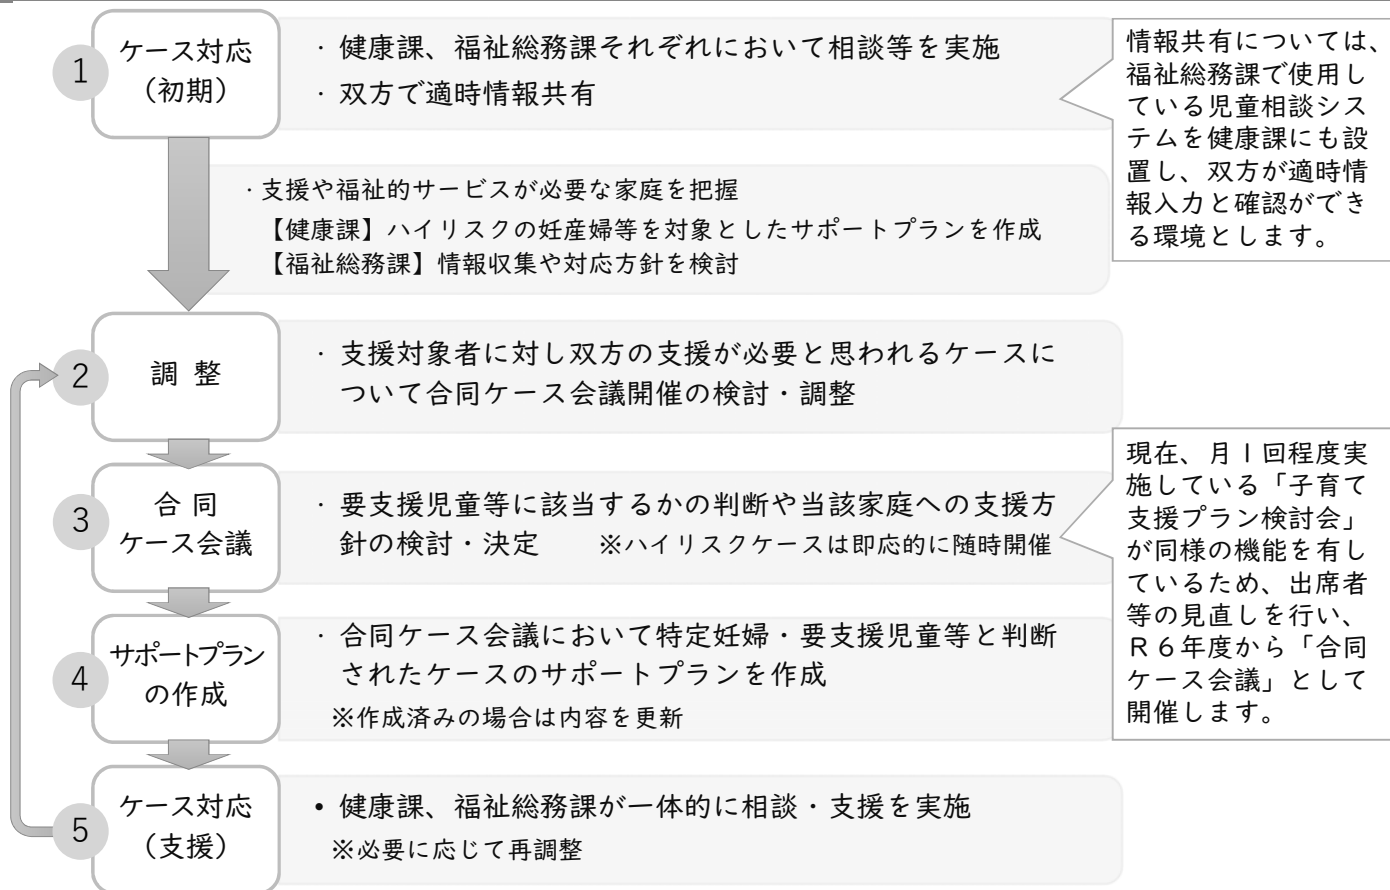 1
ケース対応
（初期）
・健康課、福祉総務課それぞれにおいて相談等を実施
・双方で適時情報共有
情報共有については、
福祉総務課で使用し
ている児童相談シス
テムを健康課にも設
置し、双方が適時情
報入力と確認ができ
る環境とします。
・支援や福祉的サービスが必要な家庭を把握
【健康課】ハイリスクの妊産婦等を対象としたサポートプランを作成
【福祉総務課】情報収集や対応方針を検討
2
調 整
・支援対象者に対し双方の支援が必要と思われるケースに
ついて合同ケース会議開催の検討・調整
3
合 同
ケース会議
・要支援児童等に該当するかの判断や当該家庭への支援方
針の検討・決定　※ハイリスクケースは即応的に随時開催
現在、月１回程度実
施している「子育て
支援プラン検討会」
が同様の機能を有し
ているため、出席者
等の見直しを行い、
Ｒ６年度から「合同
ケース会議」として
開催します。
4
サポートプラン
の作成
・合同ケース会議において特定妊婦・要支援児童等と判断
されたケースのサポートプランを作成
※作成済みの場合は内容を更新
5
ケース対応
（支援）
• 健康課、福祉総務課が一体的に相談・支援を実施
※必要に応じて再調整